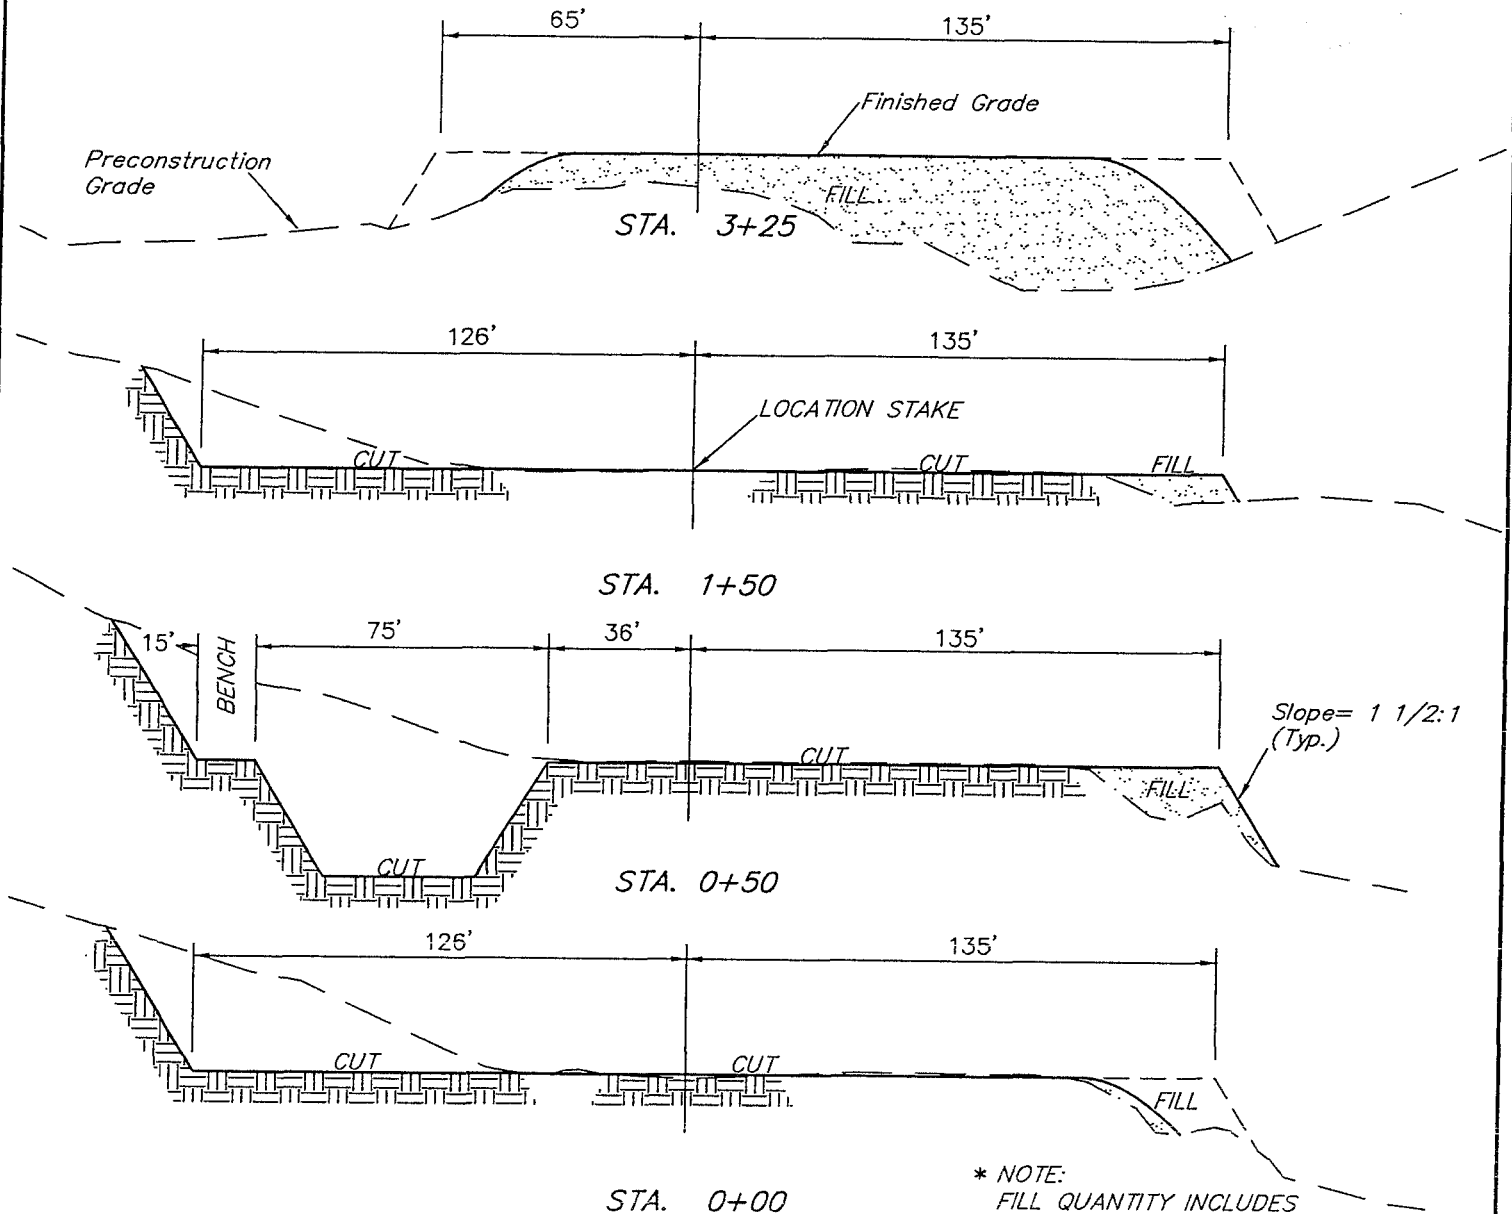 65'
135'
Finished Grade
Preconstruction
Grade
FILL
STA. 3+25
126'
135'
LOCATION STAKE
CUT
CUT
FILL
STA. 1+50
15'
BENCH
75'
36'
135'
Slope= 1 1/2:1
(Typ.)
CUT
FILL
CUT
STA. 0+50
126'
135'
CUT
CUT
FILL
* NOTE:
FILL QUANTITY INCLUDES
STA. 0+00